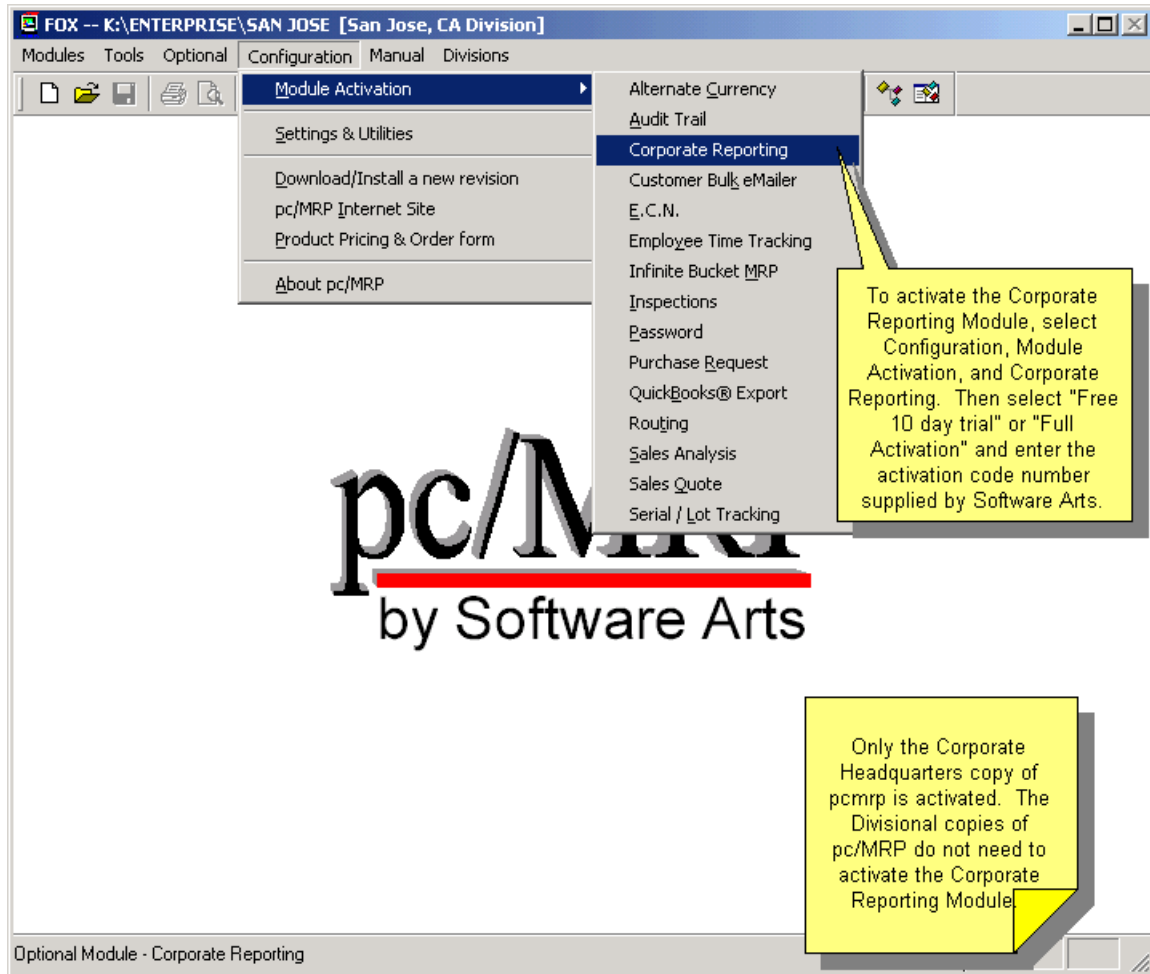 FOX -- K:\ENTERPRISE\SAN JOSE [San Jose, CA Division]
Modules Tools Optional Configuration Manual Divisions
Module Activation
Settings & Utilities
Download/Install a new revision
pc/MRP Internet Site
Product Pricing & Order form
About pc/MRP
Alternate Currency
Audit Trail
Corporate Reporting
Customer Bulk eMailer
E.C.N.
Employee Time Tracking
Infinite Bucket MRP
Inspections
Password
Purchase Request
QuickBooks® Export
Routing
Sales Analysis
Sales Quote
Serial / Lot Tracking
To activate the Corporate
Reporting Module, select
Configuration, Module
Activation, and Corporate
Reporting. Then select "Free
10 day trial" or "Full
Activation" and enter the
activation code number
supplied by Software Arts.
pc/MRP
by Software Arts
Only the Corporate
Headquarters copy of
pcmrp is activated. The
Divisional copies of
pc/MRP do not need to
activate the Corporate
Reporting Module.
Optional Module - Corporate Reporting